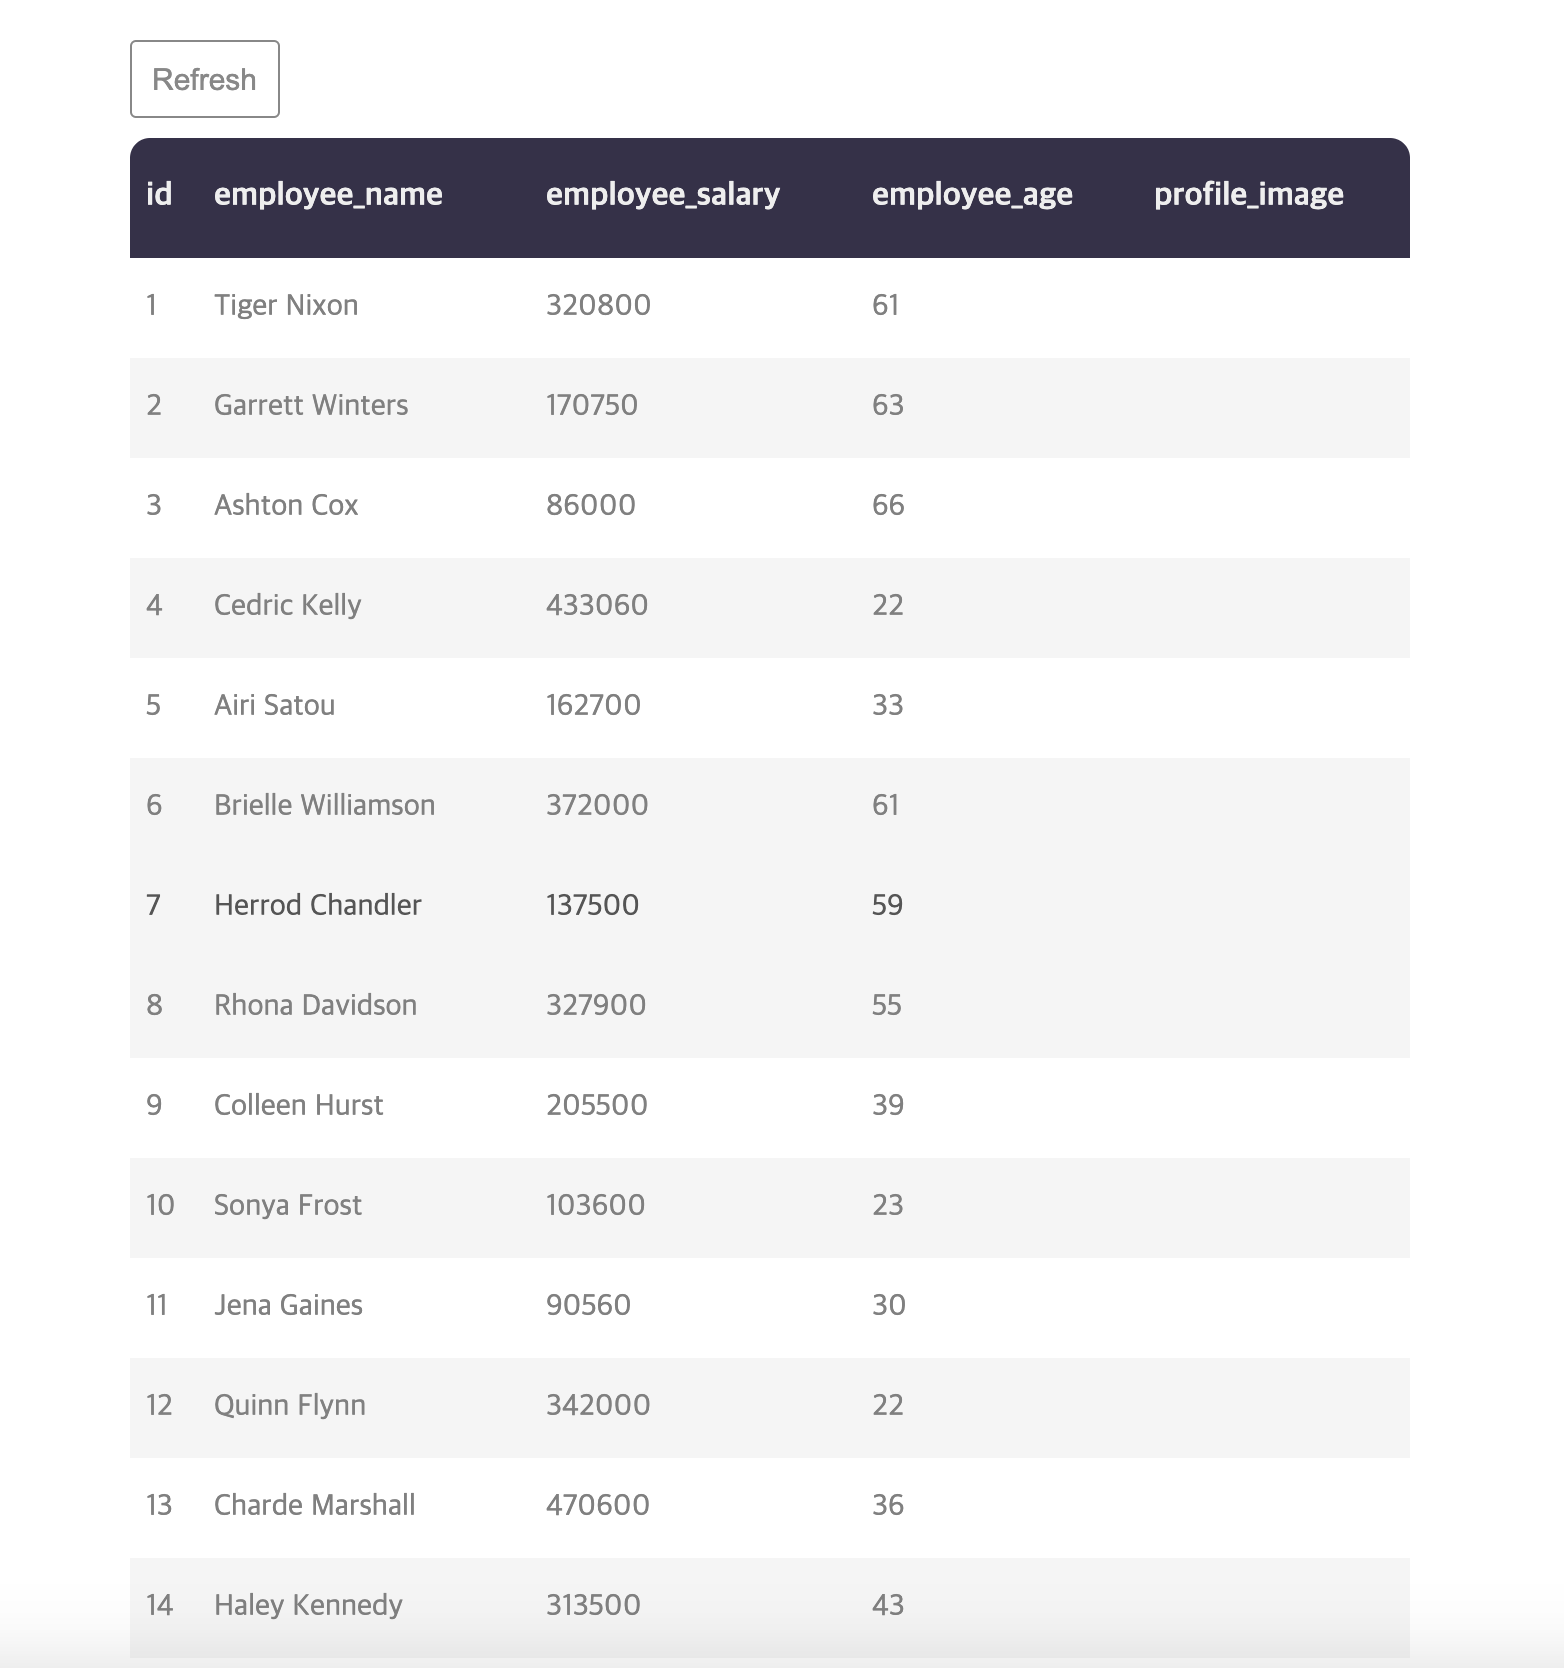 Refresh
id employee_name employee_salary employee_age profile_image
1 Tiger Nixon 320800 61
2 Garrett Winters 170750 63
3 Ashton Cox 86000 66
4 Cedric Kelly 433060 22
5 Airi Satou 162700 33
6 Brielle Williamson 372000 61
7 Herrod Chandler 137500 59
8 Rhona Davidson 327900 55
9 Colleen Hurst 205500 39
10 Sonya Frost 103600 23
11 Jena Gaines 90560 30
12 Quinn Flynn 342000 22
13 Charde Marshall 470600 36
14 Haley Kennedy 313500 43